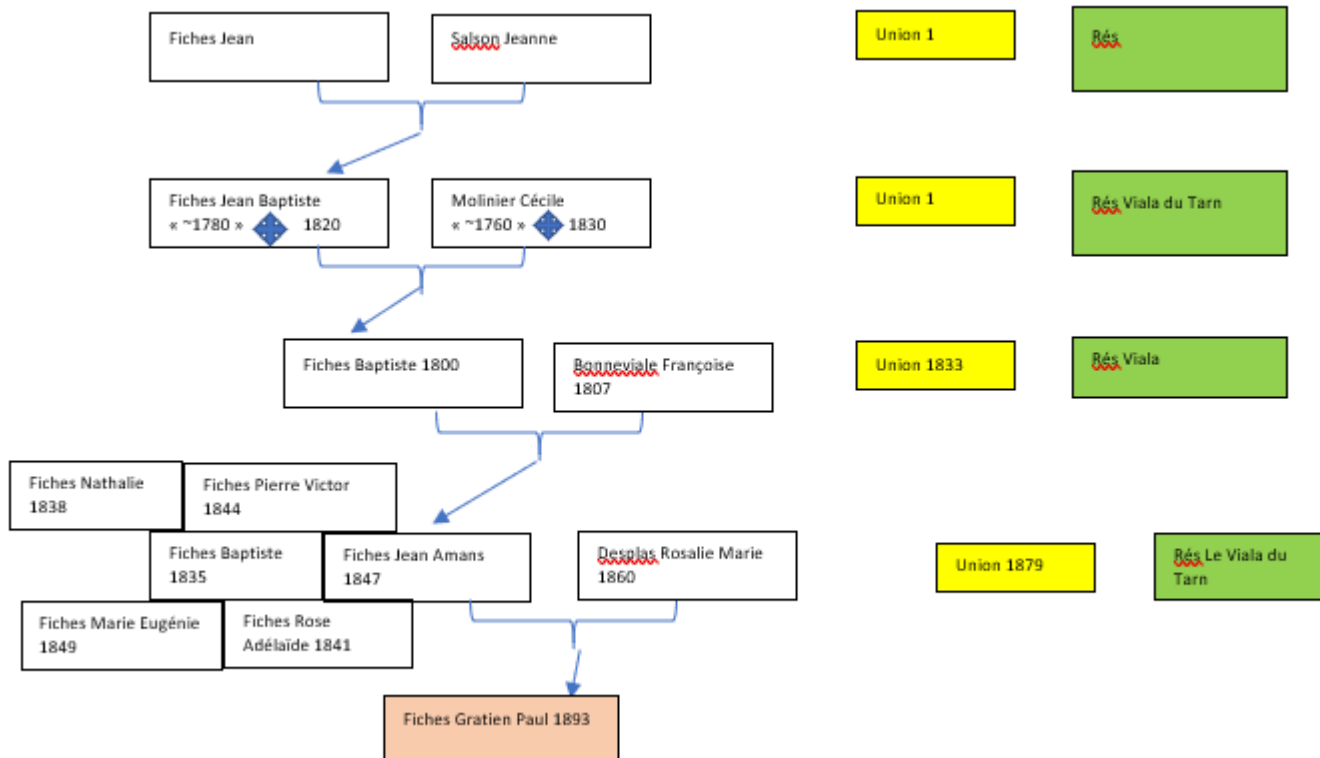 Fiches Jean
Salson Jeanne
Union 1
Rés
Fiches Jean Baptiste
« ~1780 » 1820
Molinier Cécile
« ~1760 » 1830
Union 1
Rés Viala du Tarn
Fiches Baptiste 1800
Bonneviale Françoise
1807
Union 1833
Rés Viala
Fiches Nathalie
1838
Fiches Pierre Victor
1844
Fiches Baptiste
1835
Fiches Jean Amans
1847
Desplas Rosalie Marie
1860
Union 1879
Rés Le Viala du
Tarn
Fiches Marie Eugénie
1849
Fiches Rose
Adélaïde 1841
Fiches Gratien Paul 1893